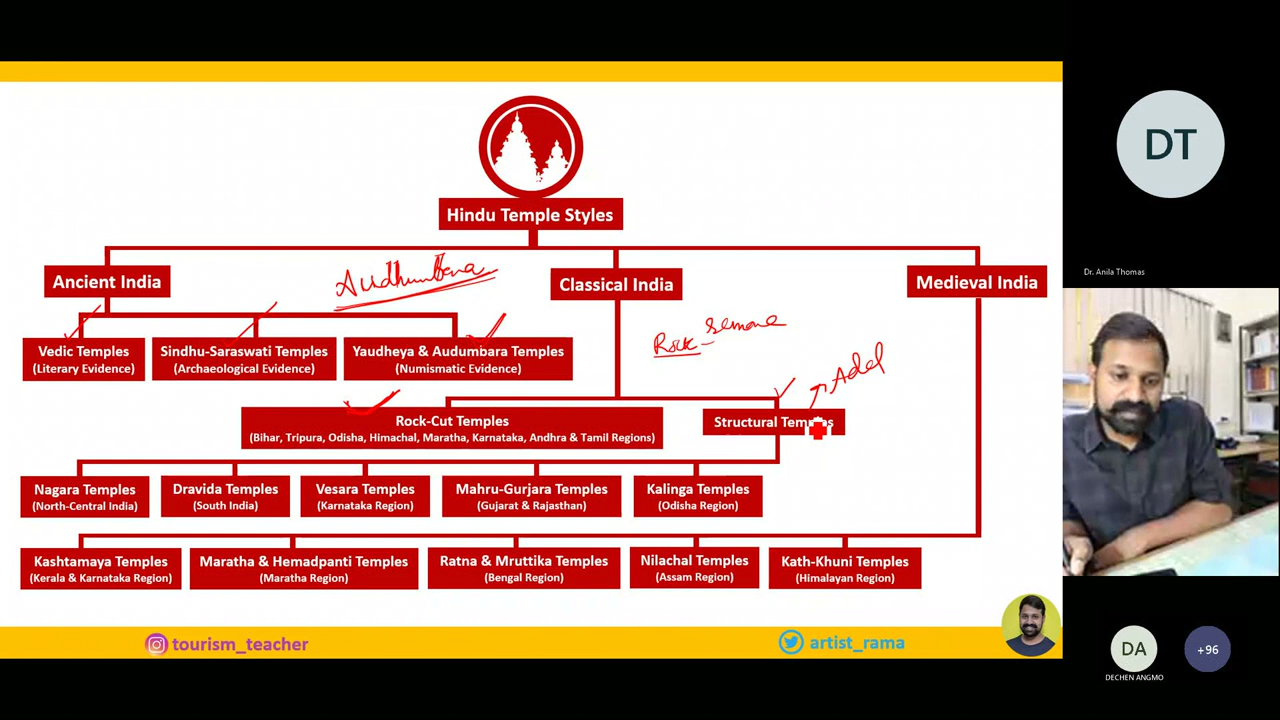 Hindu Temple Styles
Ancient India
Classical India
Medieval India
Audhumbera
Vedic Temples
(Literary Evidence)
Sindhu-Saraswati Temples
(Archaeological Evidence)
Yaudheya & Audumbara Temples
(Numismatic Evidence)
Rock - Remove
Add
Rock-Cut Temples
(Bihar, Tripura, Odisha, Himachal, Maratha, Karnataka, Andhra & Tamil Regions)
Structural Temples
Nagara Temples
(North-Central India)
Dravida Temples
(South India)
Vesara Temples
(Karnataka Region)
Mahru-Gurjara Temples
(Gujarat & Rajasthan)
Kalinga Temples
(Odisha Region)
Kashtamaya Temples
(Kerala & Karnataka Region)
Maratha & Hemadpanti Temples
(Maratha Region)
Ratna & Mruttika Temples
(Bengal Region)
Nilachal Temples
(Assam Region)
Kath-Khuni Temples
(Himalayan Region)
tourism_teacher
artist_rama
DT
Dr. Anila Thomas
DA
DECHEN ANGMO
+96